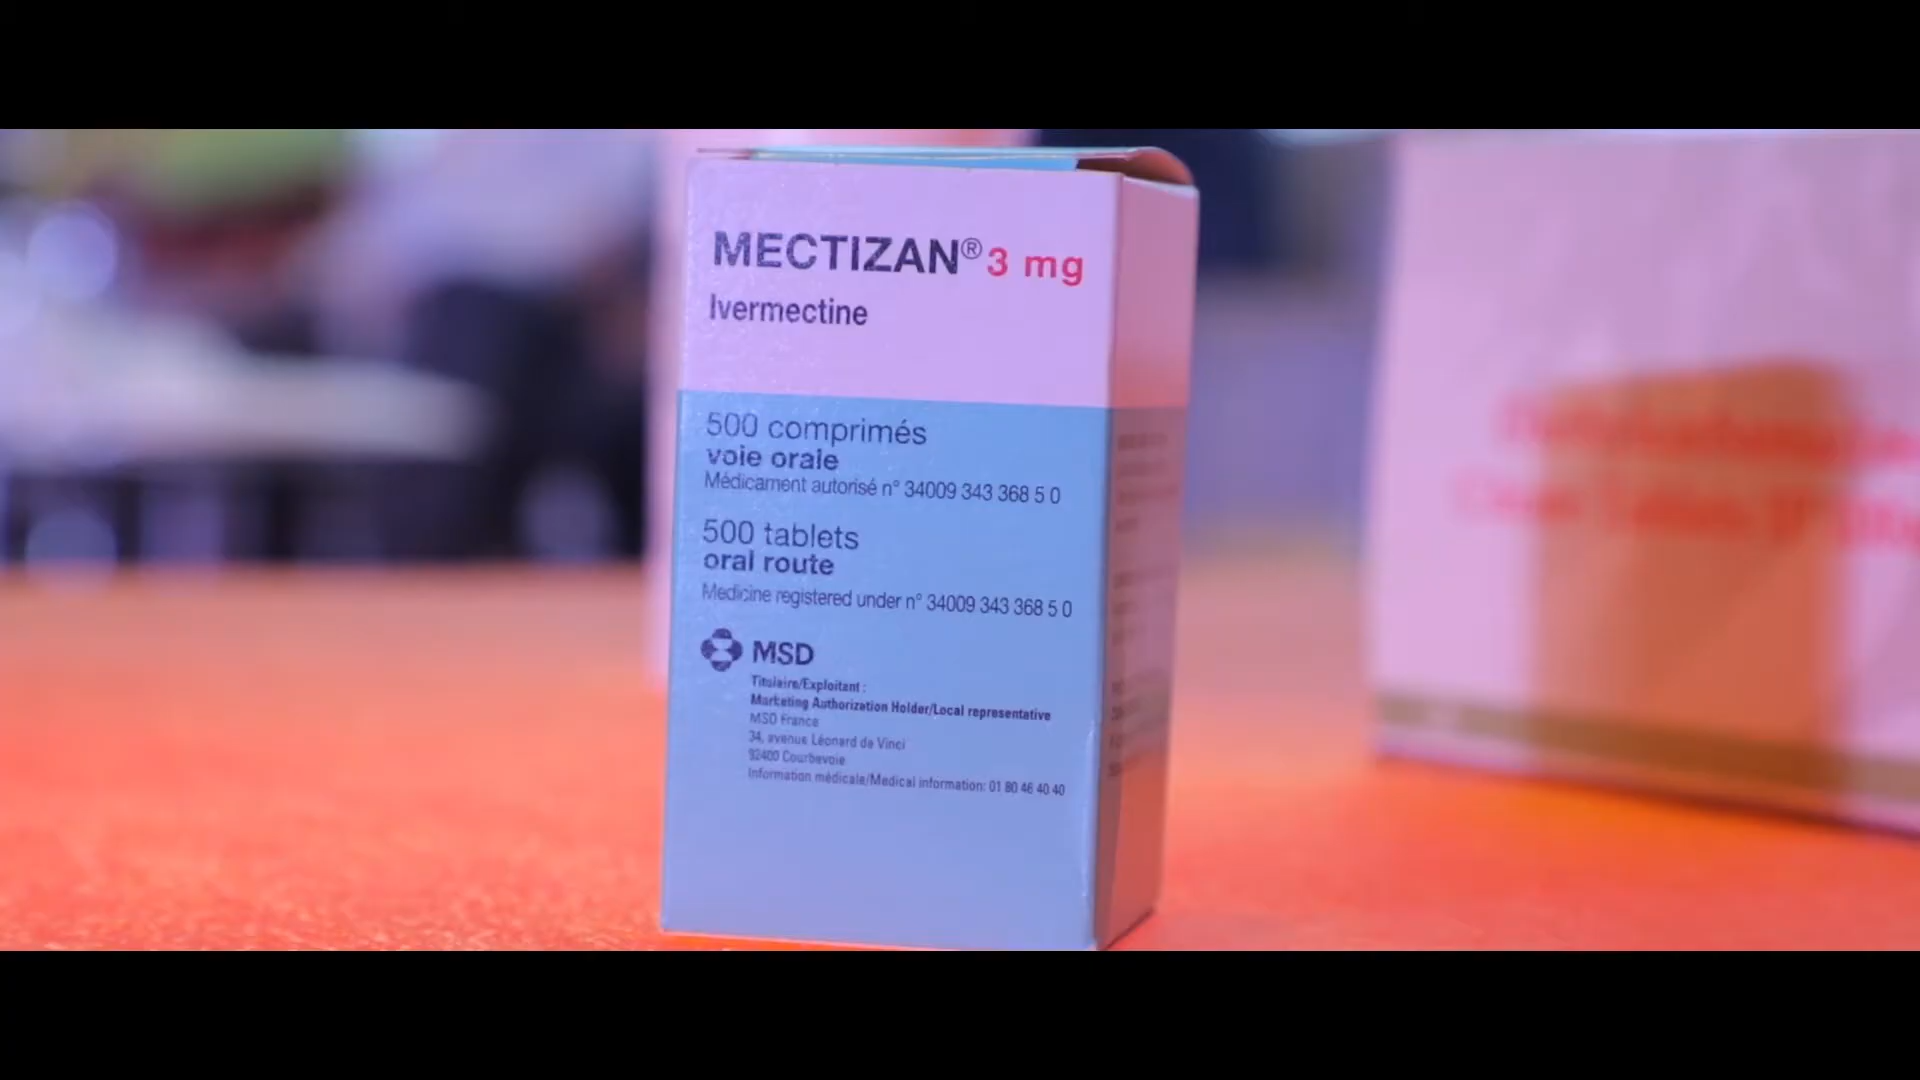 MECTIZAN® 3 mg
Ivermectine
500 comprimés
voie orale
Médicament autorisé n° 34009 343 368 5 0
500 tablets
oral route
Medicine registered under n° 34009 343 368 5 0
MSD
Titulaire/Exploitant :
Marketing Authorization Holder/Local representative
MSD France
34, avenue Léonard de Vinci
92400 Courbevoie
Information médicale/Medical information: 01 80 46 40 40